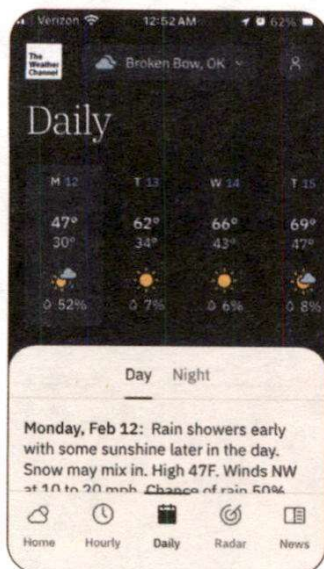 Verizon 12:52 AM 62%
The
Weather
Channel
Broken Bow, OK
Daily
M 12 T 13 W 14 T 15
47° 62° 66° 69°
30° 34° 43° 47°
52% 7% 6% 8%
Day Night
Monday, Feb 12: Rain showers early
with some sunshine later in the day.
Snow may mix in. High 47F. Winds NW
at 10 to 20 mph. Chance of rain 50%
Home Hourly Daily Radar News